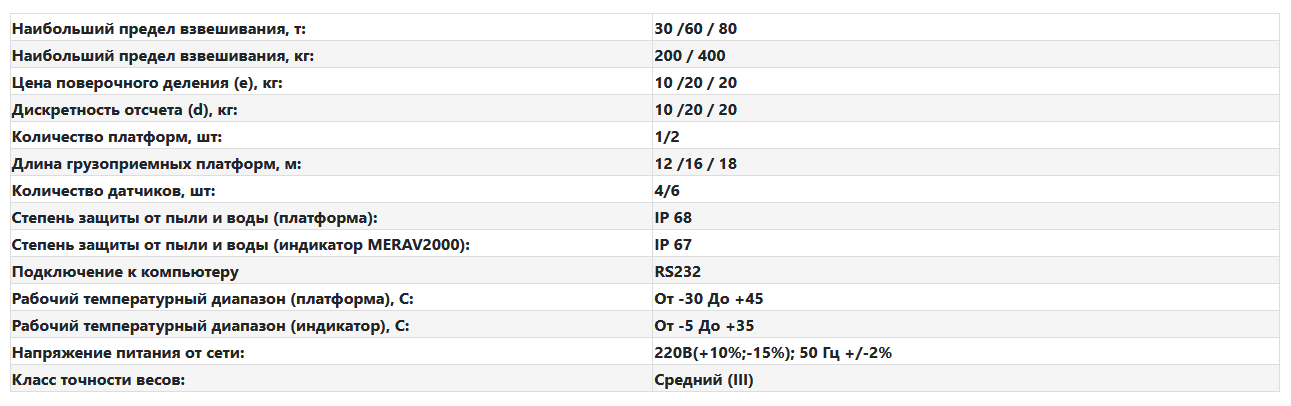 Наибольший предел взвешивания, т: 30 /60 / 80
Наибольший предел взвешивания, кг: 200 / 400
Цена поверочного деления (е), кг: 10 /20 / 20
Дискретность отсчета (d), кг: 10 /20 / 20
Количество платформ, шт: 1/2
Длина грузоприемных платформ, м: 12 /16 / 18
Количество датчиков, шт: 4/6
Степень защиты от пыли и воды (платформа): IP 68
Степень защиты от пыли и воды (индикатор MERAV2000): IP 67
Подключение к компьютеру RS232
Рабочий температурный диапазон (платформа), С: От -30 До +45
Рабочий температурный диапазон (индикатор), С: От -5 До +35
Напряжение питания от сети: 220В(+10%;-15%); 50 Гц +/-2%
Класс точности весов: Средний (III)